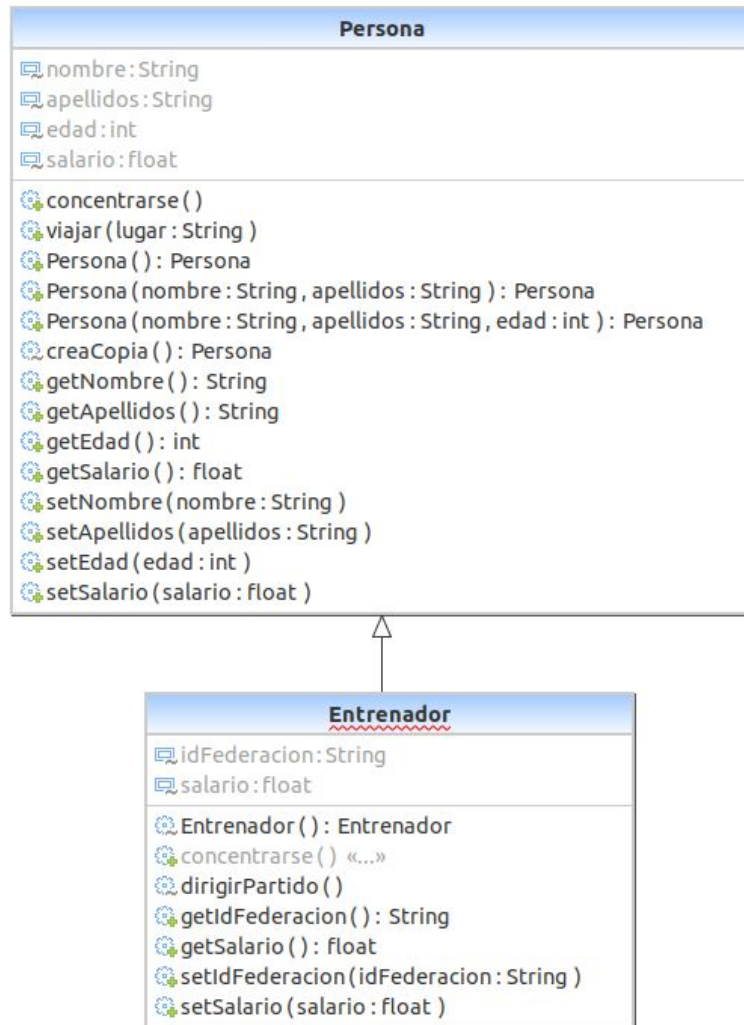 Persona
nombre:String
apellidos:String
edad:int
salario:float
concentrarse()
viajar(lugar:String)
Persona(): Persona
Persona(nombre:String, apellidos:String): Persona
Persona(nombre:String, apellidos:String, edad:int): Persona
creaCopia(): Persona
getNombre(): String
getApellidos(): String
getEdad(): int
getSalario(): float
setNombre(nombre:String)
setApellidos(apellidos:String)
setEdad(edad:int)
setSalario(salario:float)
Entrenador
idFederacion:String
salario:float
Entrenador(): Entrenador
concentrarse() «...»
dirigirPartido()
getIdFederacion(): String
getSalario(): float
setIdFederacion(idFederacion:String)
setSalario(salario:float)